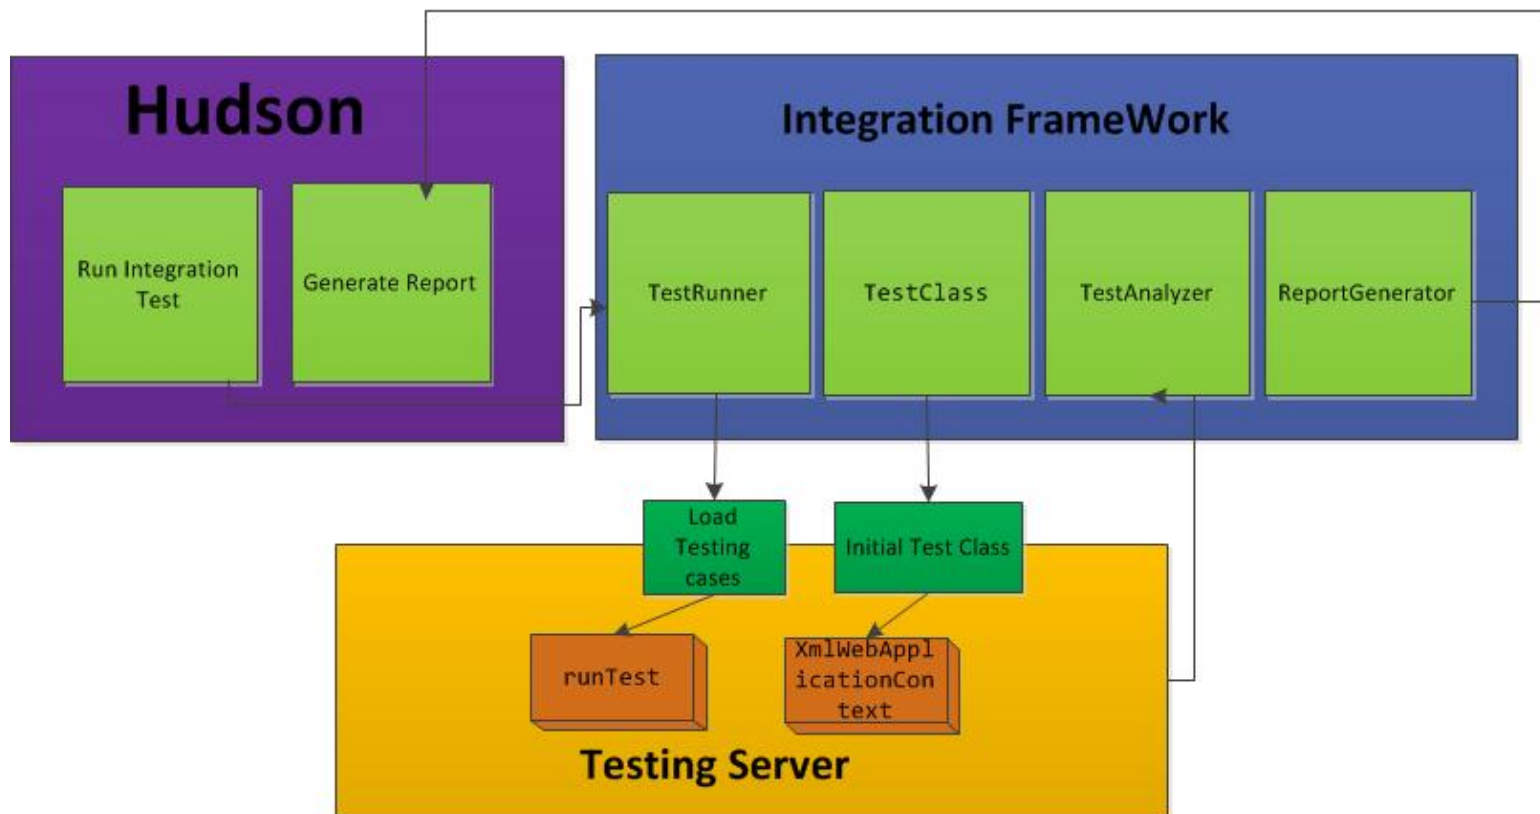 Hudson
Run Integration
Test
Generate Report
Integration FrameWork
TestRunner
TestClass
TestAnalyzer
ReportGenerator
Load
Testing
cases
Initial Test Class
runTest
XmlWebAppl
icationCon
text
Testing Server